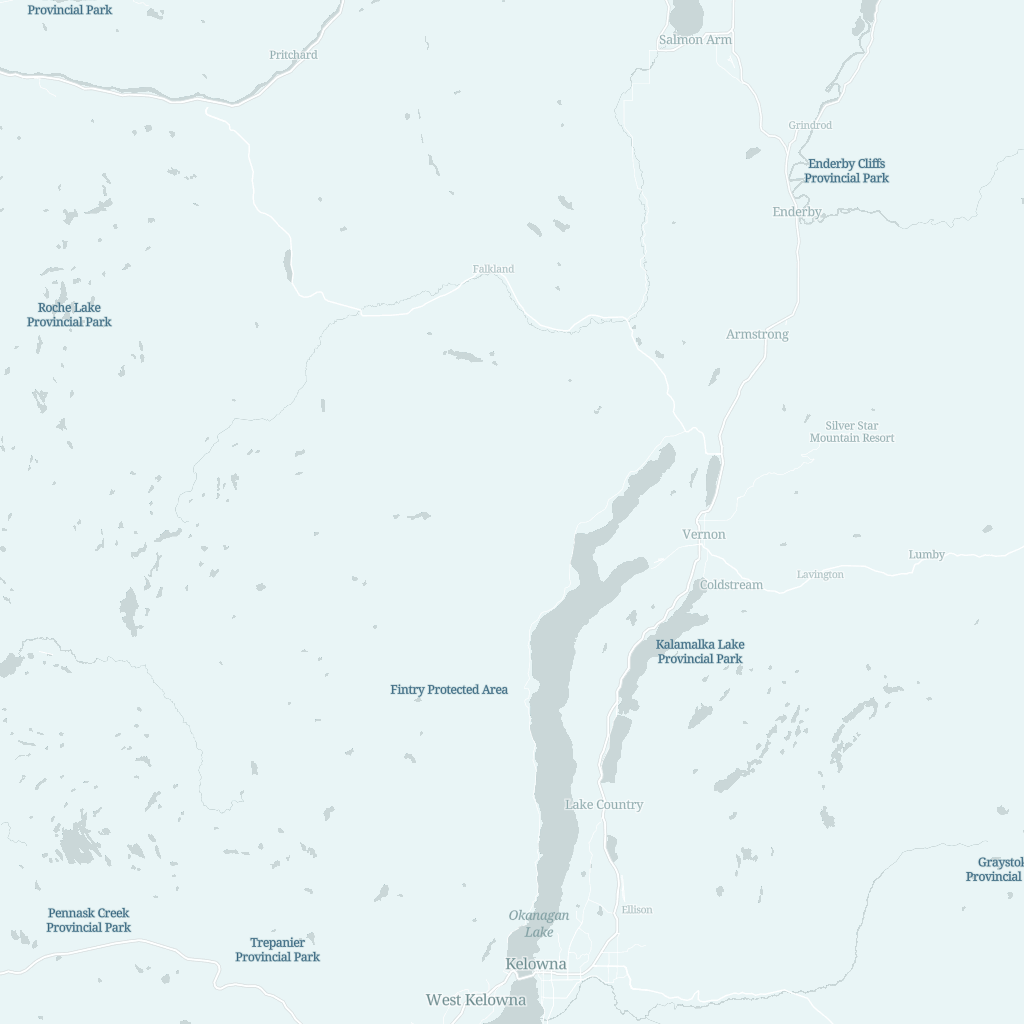 Provincial Park
Salmon Arm
Pritchard
Grindrod
Enderby Cliffs
Provincial Park
Enderby
Falkland
Roche Lake
Provincial Park
Armstrong
Silver Star
Mountain Resort
Vernon
Lumby
Lavington
Coldstream
Kalamalka Lake
Provincial Park
Fintry Protected Area
Lake Country
Graystok
Provincial
Pennask Creek
Provincial Park
Okanagan
Lake
Ellison
Trepanier
Provincial Park
Kelowna
West Kelowna